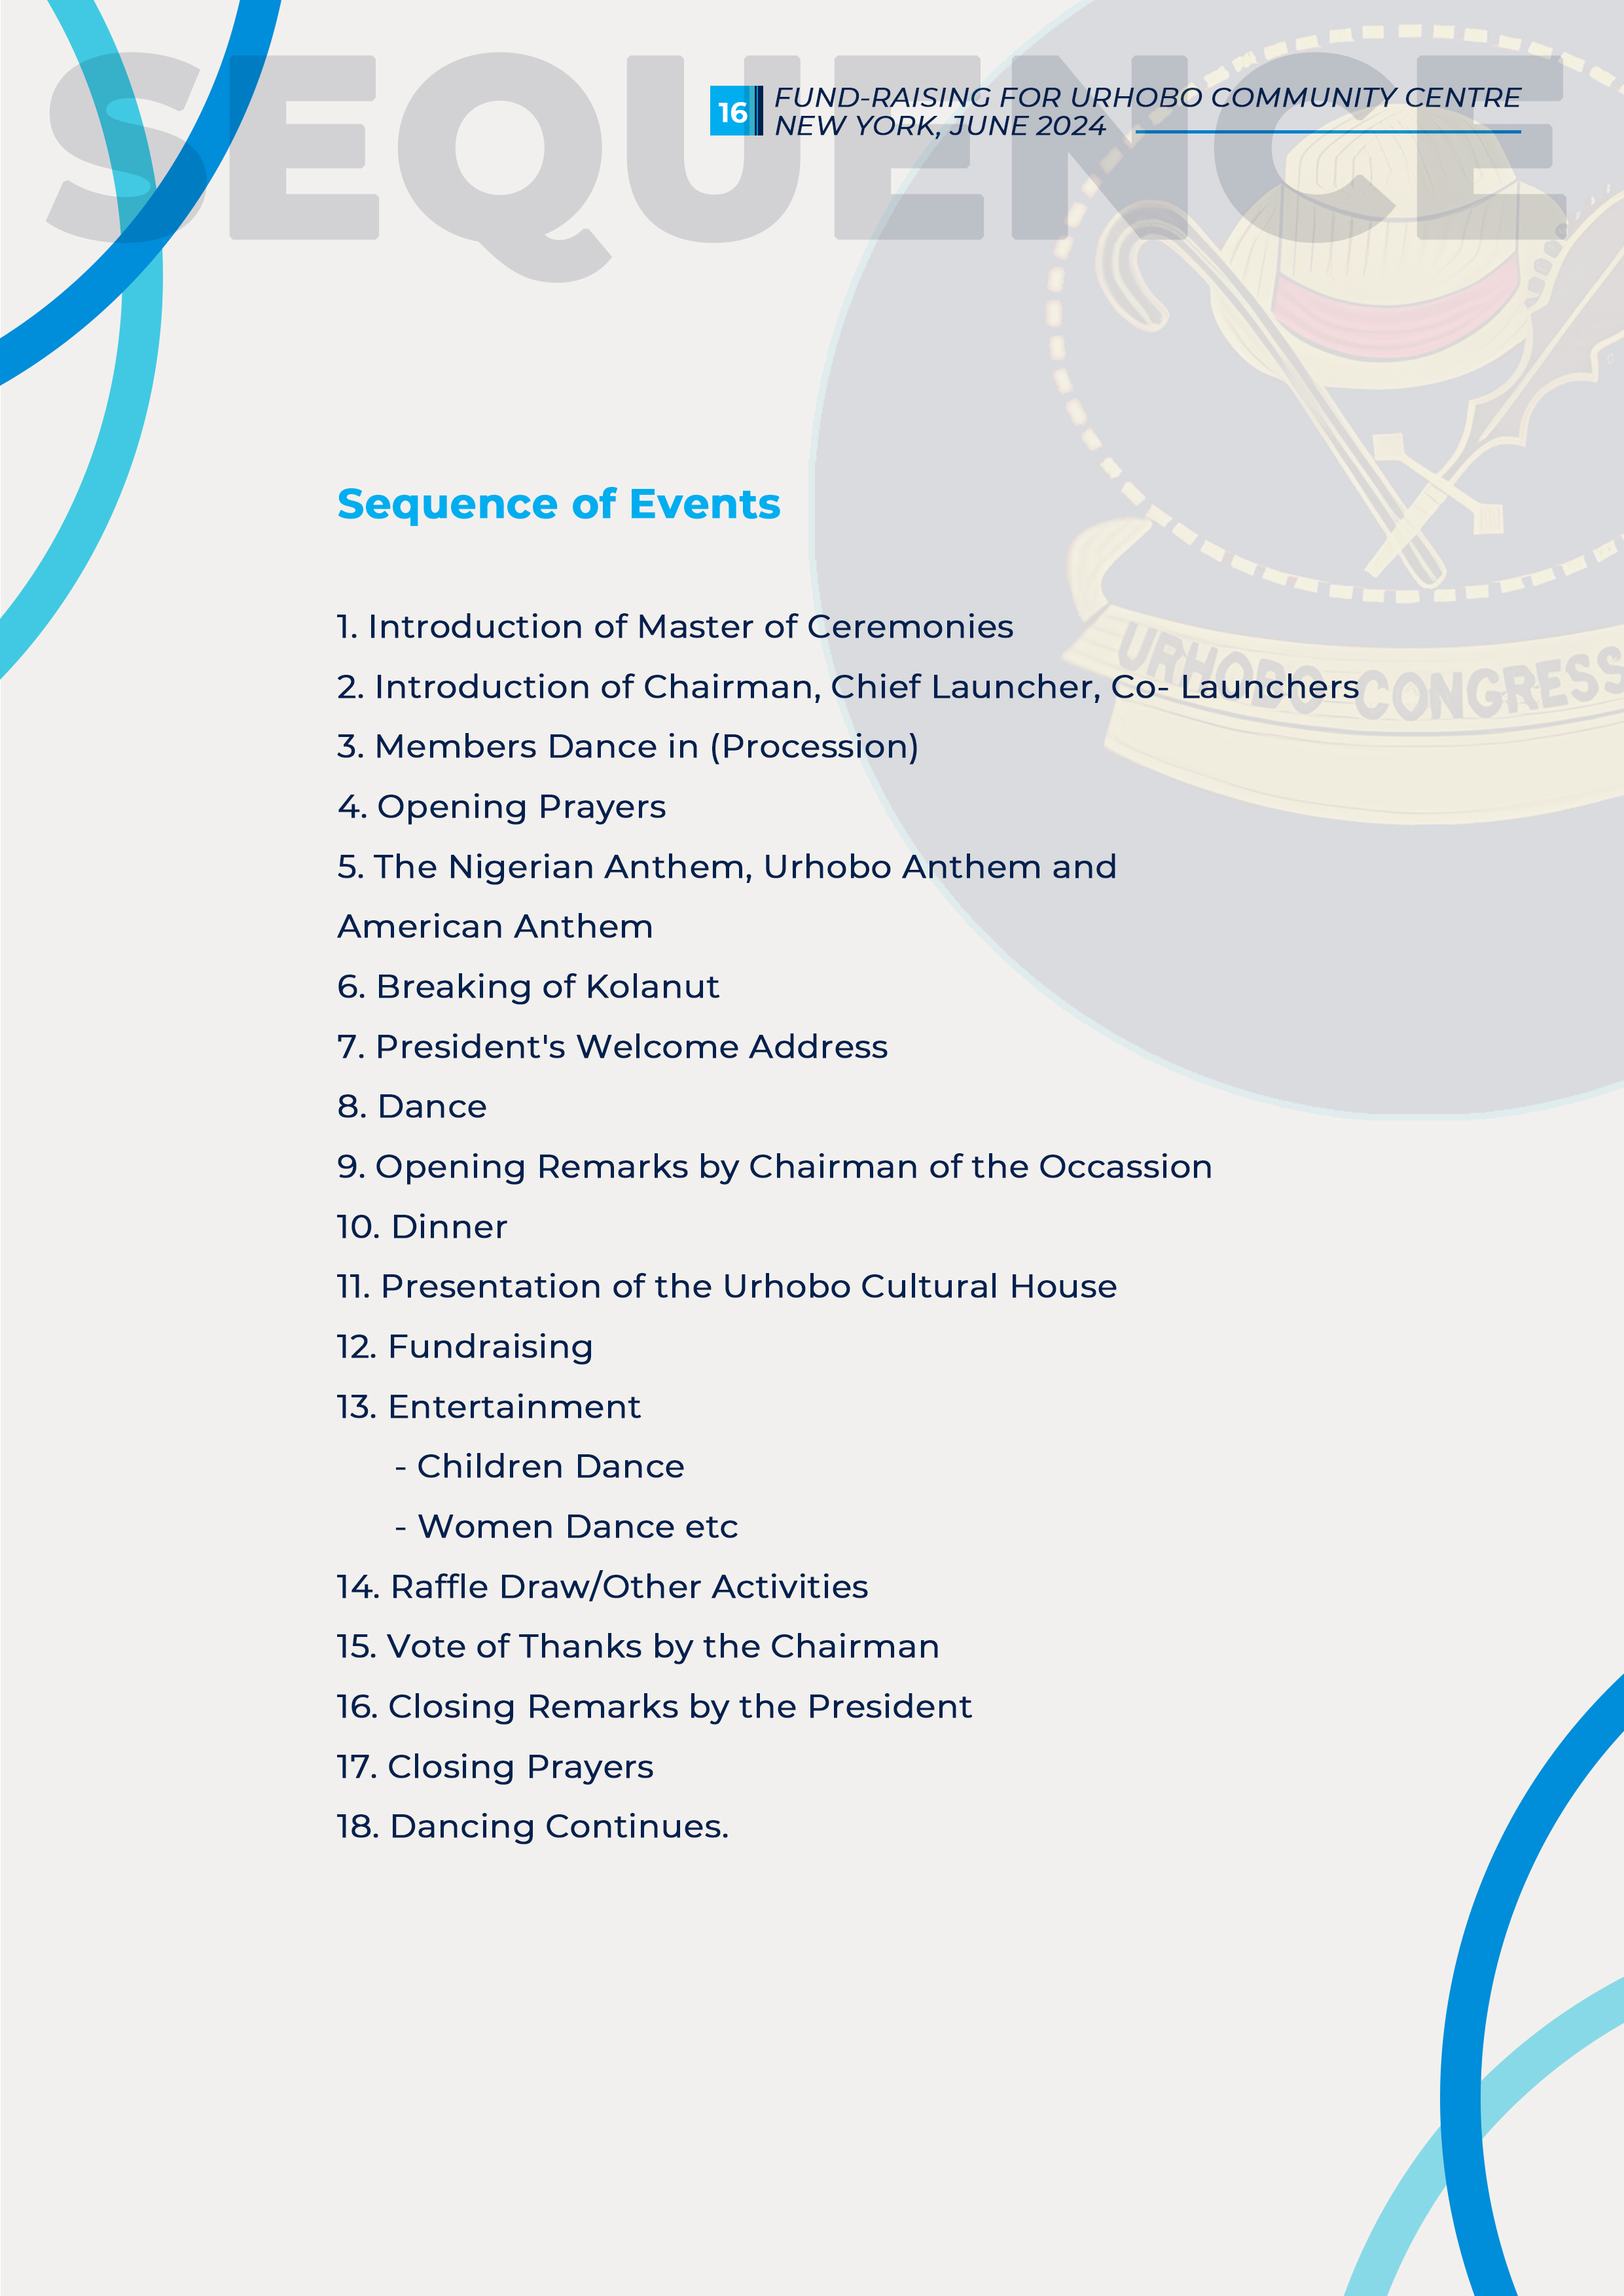 SEQUENCE
16
FUND-RAISING FOR URHOBO COMMUNITY CENTRE
NEW YORK, JUNE 2024
URHOBO CONGRESS
Sequence of Events
1. Introduction of Master of Ceremonies
2. Introduction of Chairman, Chief Launcher, Co- Launchers
3. Members Dance in (Procession)
4. Opening Prayers
5. The Nigerian Anthem, Urhobo Anthem and
American Anthem
6. Breaking of Kolanut
7. President's Welcome Address
8. Dance
9. Opening Remarks by Chairman of the Occassion
10. Dinner
11. Presentation of the Urhobo Cultural House
12. Fundraising
13. Entertainment
- Children Dance
- Women Dance etc
14. Raffle Draw/Other Activities
15. Vote of Thanks by the Chairman
16. Closing Remarks by the President
17. Closing Prayers
18. Dancing Continues.